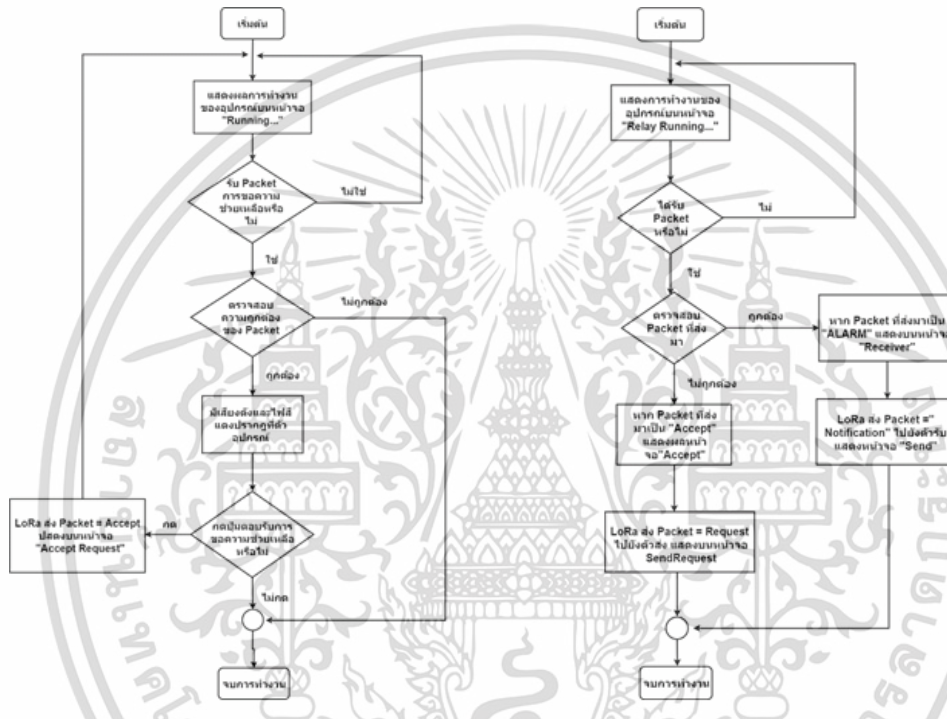 เริ่มต้น
แสดงผลการทำงาน
ของอุปกรณ์บนหน้าจอ
"Running..."
รับ Packet
การขอความ
ช่วยเหลือหรือ
ไม่
ไม่ใช่
ใช่
ตรวจสอบ
ความถูกต้อง
ของ Packet
ไม่ถูกต้อง
ถูกต้อง
มีเสียงดังและไฟสี
แดงปรากฎที่ตัว
อุปกรณ์
กดปุ่มตอบรับการ
ขอความช่วยเหลือ
หรือไม่
กด
LoRa ส่ง Packet = Accept
ปสดงบนหน้าจอ
"Accept Request"
ไม่กด
จบการทำงาน
เริ่มต้น
แสดงการทำงานของ
อุปกรณ์บนหน้าจอ
"Relay Running..."
ได้รับ
Packet
หรือไม่
ไม่
ใช่
ตรวจสอบ
Packet ที่ส่ง
มา
ถูกต้อง
หาก Packet ที่ส่งมาเป็น
"ALARM" แสดงบนหน้าจอ
"Receiver"
LoRa ส่ง Packet ="
Notification" ไปยังตัวรับ
แสดงหน้าจอ "Send"
ไม่ถูกต้อง
หาก Packet ที่ส่ง
มาเป็น "Accept"
แสดงผลหน้า
จอ"Accept"
LoRa ส่ง Packet = Request
ไปยังตัวส่ง แสดงบนหน้าจอ
SendRequest
จบการทำงาน